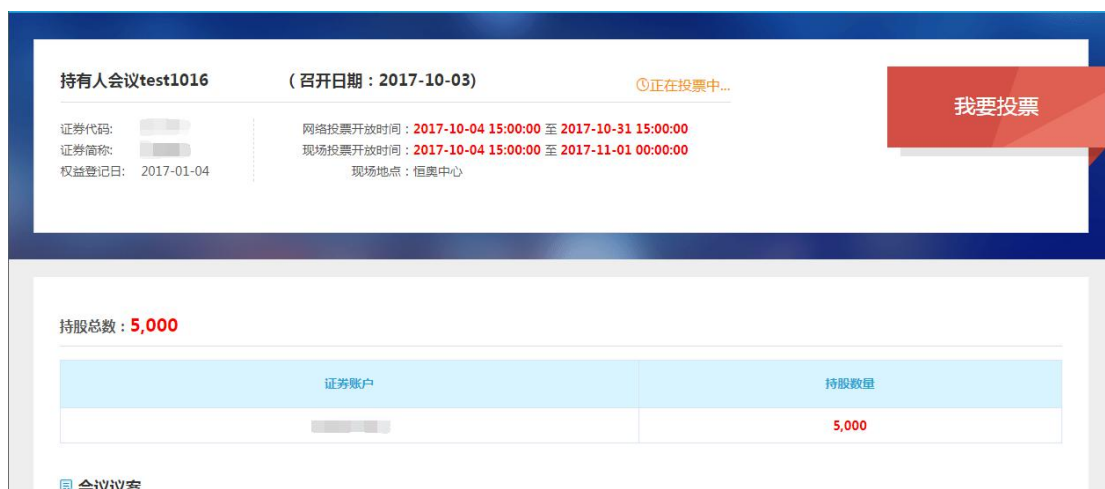 持有人会议test1016 (召开日期：2017-10-03) 正在投票中...
我要投票
证券代码:
证券简称:
权益登记日: 2017-01-04
网络投票开放时间：2017-10-04 15:00:00 至 2017-10-31 15:00:00
现场投票开放时间：2017-10-04 15:00:00 至 2017-11-01 00:00:00
现场地点：恒奥中心
持股总数：5,000
证券账户 持股数量
5,000
会议议案